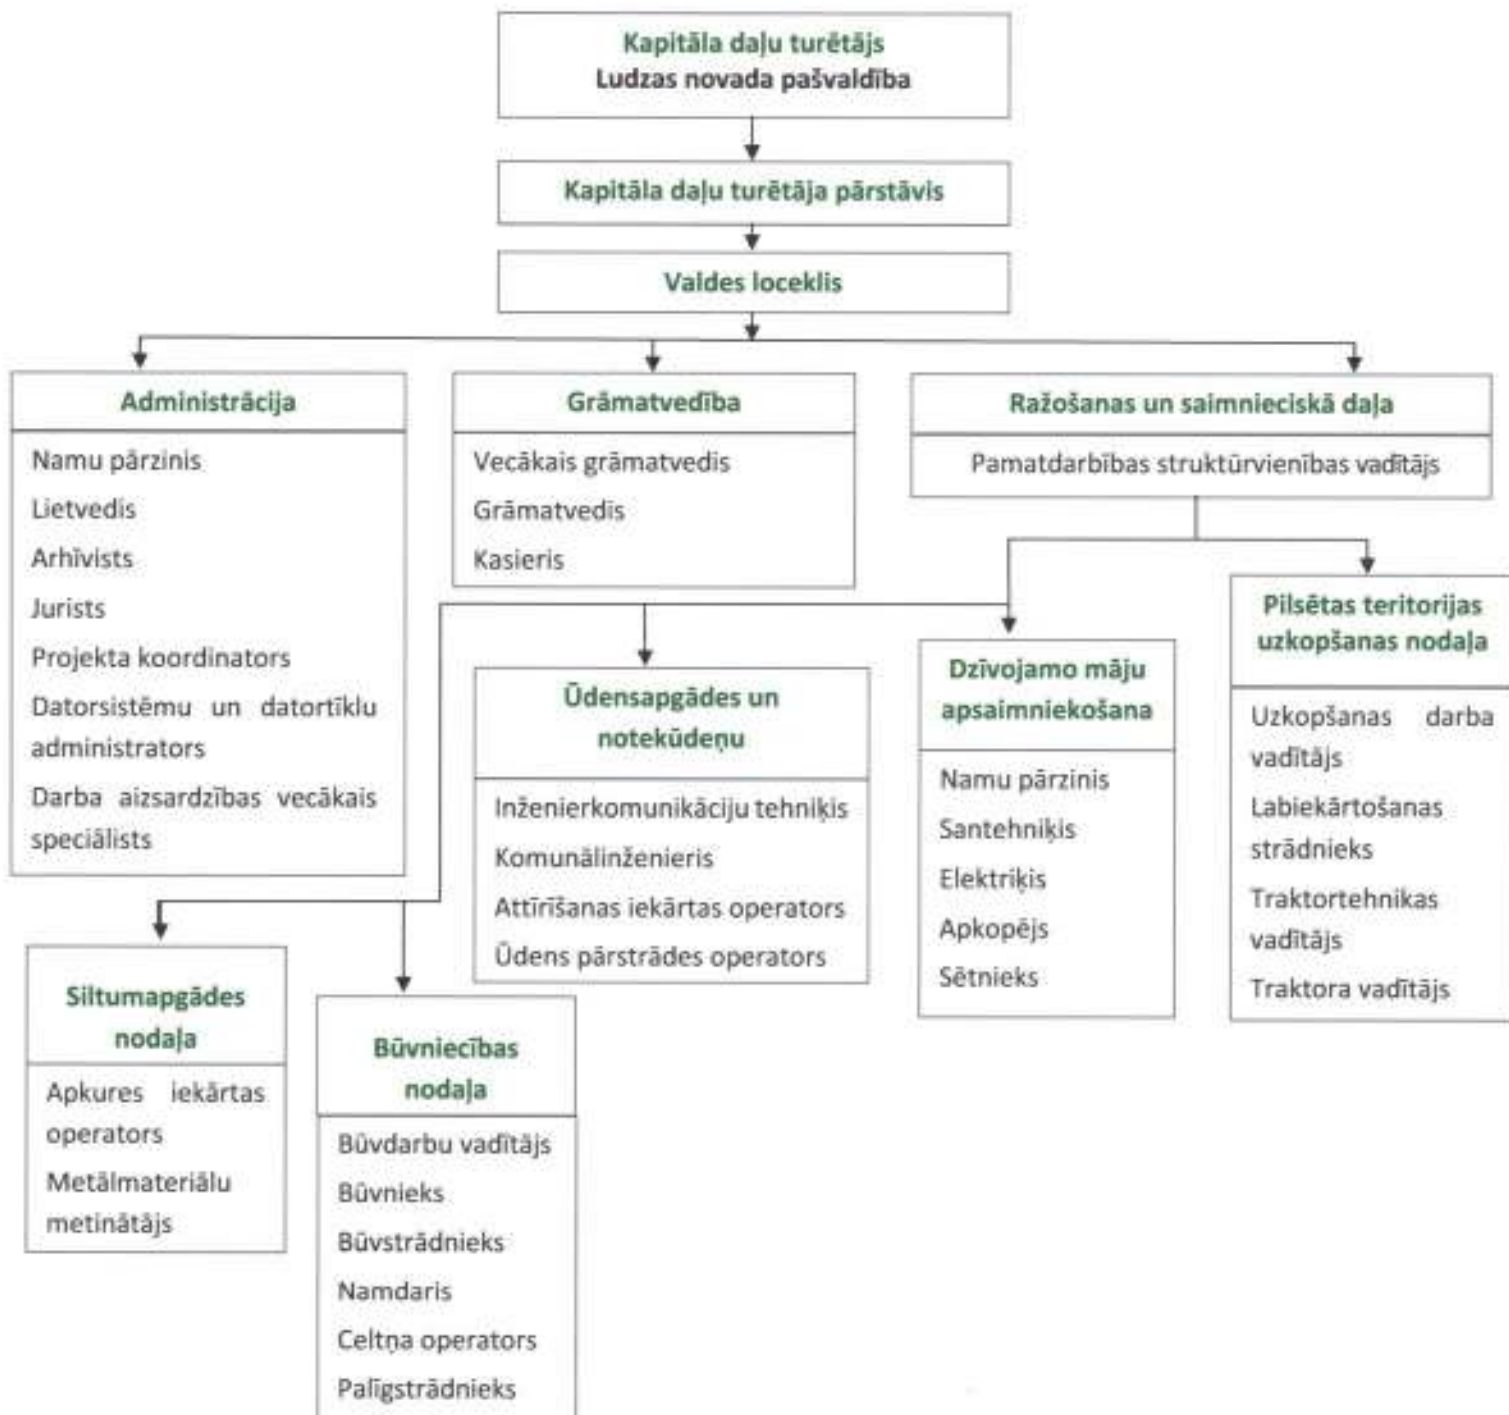 Kapitāla daļu turētājs
Ludzas novada pašvaldība
Kapitāla daļu turētāja pārstāvis
Valdes loceklis
Administrācija
Namu pārzinis
Lietvedis
Arhīvists
Jurists
Projekta koordinators
Datorsistēmu un datortīklu
administrators
Darba aizsardzības vecākais
speciālists
Grāmatvedība
Vecākais grāmatvedis
Grāmatvedis
Kasieris
Ražošanas un saimnieciskā daļa
Pamatdarbības struktūrvienības vadītājs
Siltumapgādes
nodaļa
Apkures iekārtas
operators
Metālmateriālu
metinātājs
Būvniecības
nodaļa
Būvdarbu vadītājs
Būvnieks
Būvstrādnieks
Namdaris
Celtņa operators
Palīgstrādnieks
Ūdensapgādes un
notekūdeņu
Inženierkomunikāciju tehniķis
Komunālinženieris
Attīrīšanas iekārtas operators
Ūdens pārstrādes operators
Dzīvojamo māju
apsaimniekošana
Namu pārzinis
Santehniķis
Elektriķis
Apkopējs
Sētnieks
Pilsētas teritorijas
uzkopšanas nodaļa
Uzkopšanas darba
vadītājs
Labiekārtošanas
strādnieks
Traktortehnikas
vadītājs
Traktora vadītājs